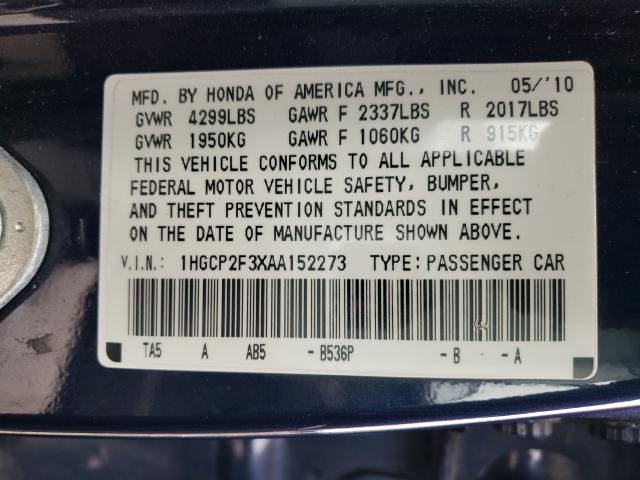 MFD. BY HONDA OF AMERICA MFG., INC. 05/'10
GVWR 4299LBS GAWR F 2337LBS R 2017LBS
GVWR 1950KG GAWR F 1060KG R 915KG
THIS VEHICLE CONFORMS TO ALL APPLICABLE
FEDERAL MOTOR VEHICLE SAFETY, BUMPER,
AND THEFT PREVENTION STANDARDS IN EFFECT
ON THE DATE OF MANUFACTURE SHOWN ABOVE.
V.I.N.: 1HGCP2F3XAA152273 TYPE: PASSENGER CAR
TA5 A AB5 - B536P - B - A